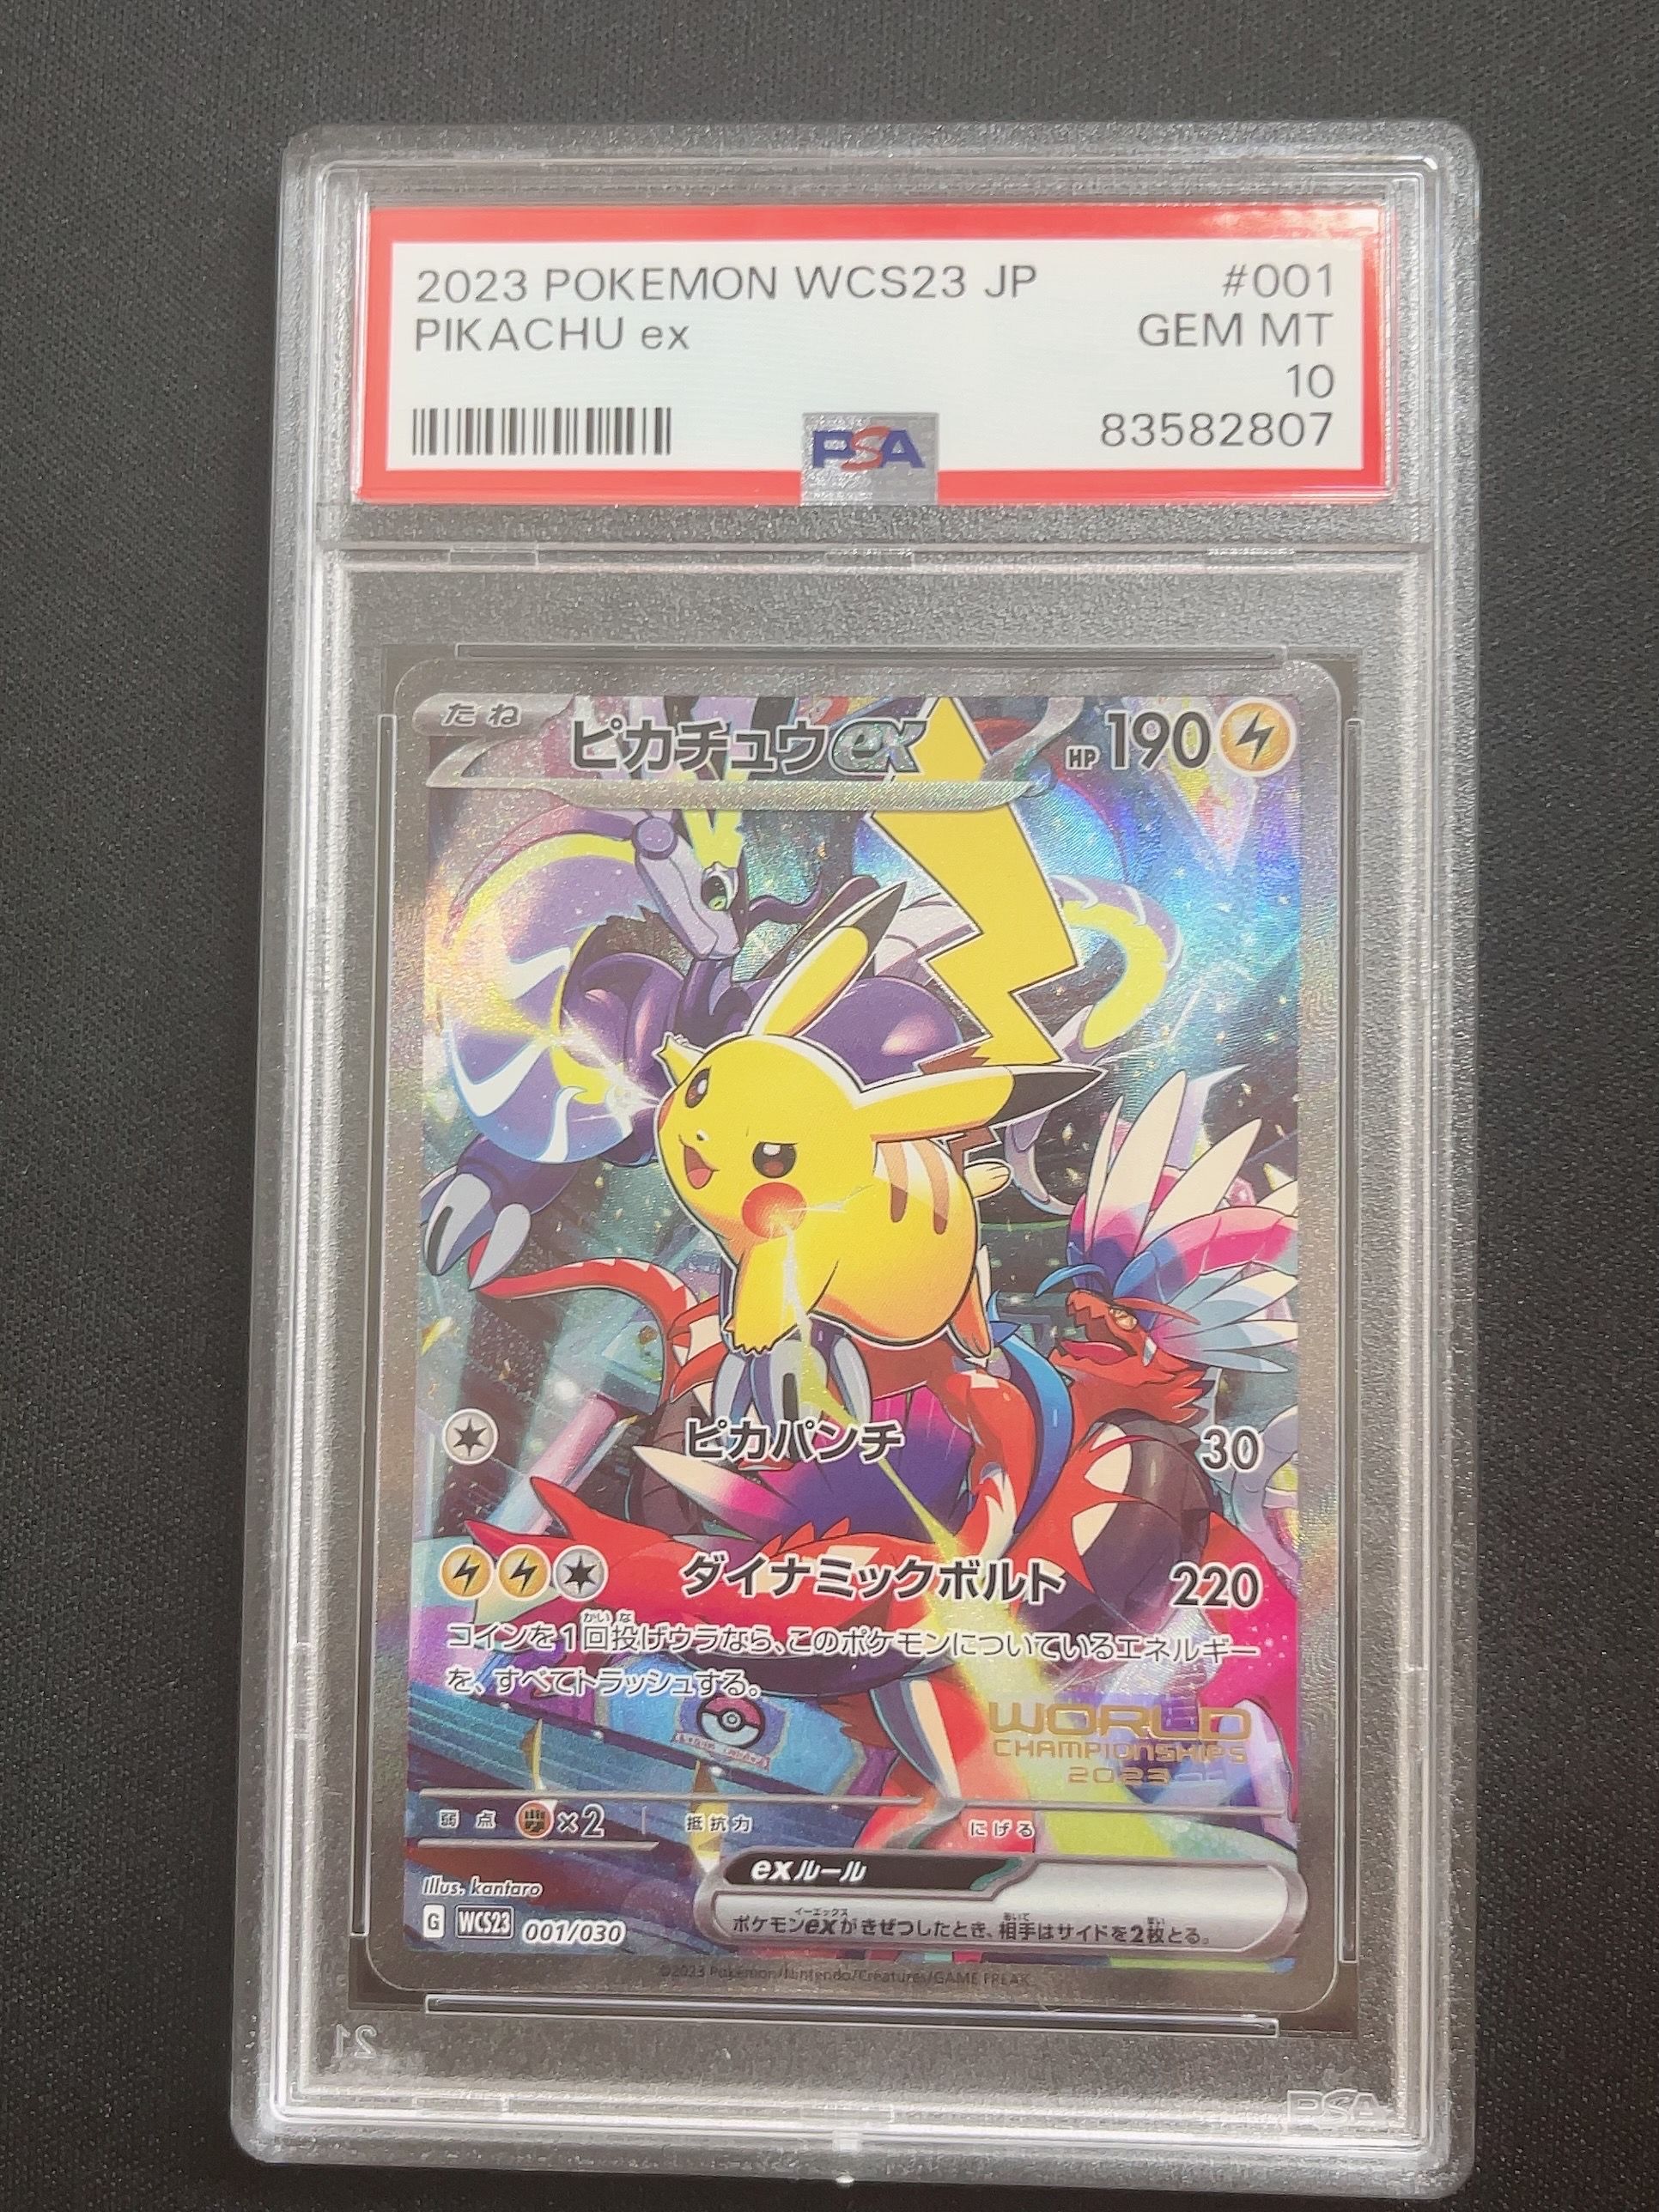 2023 POKEMON WCS23 JP #001
PIKACHU ex GEM MT
10
83582807
PSA
たね ピカチュウex HP190
ピカパンチ 30
ダイナミックボルト 220
コインを1回投げウラなら、このポケモンについているエネルギー
を、すべてトラッシュする。
WORLD
CHAMPIONSHIPS
2023
弱点 ×2 抵抗力 にげる
exルール
ポケモンexがきぜつしたとき、相手はサイドを2枚とる。
Illus. kantaro
G WCS23 001/030
©2023 Pokémon/Nintendo/Creatures/GAME FREAK
21
PSA